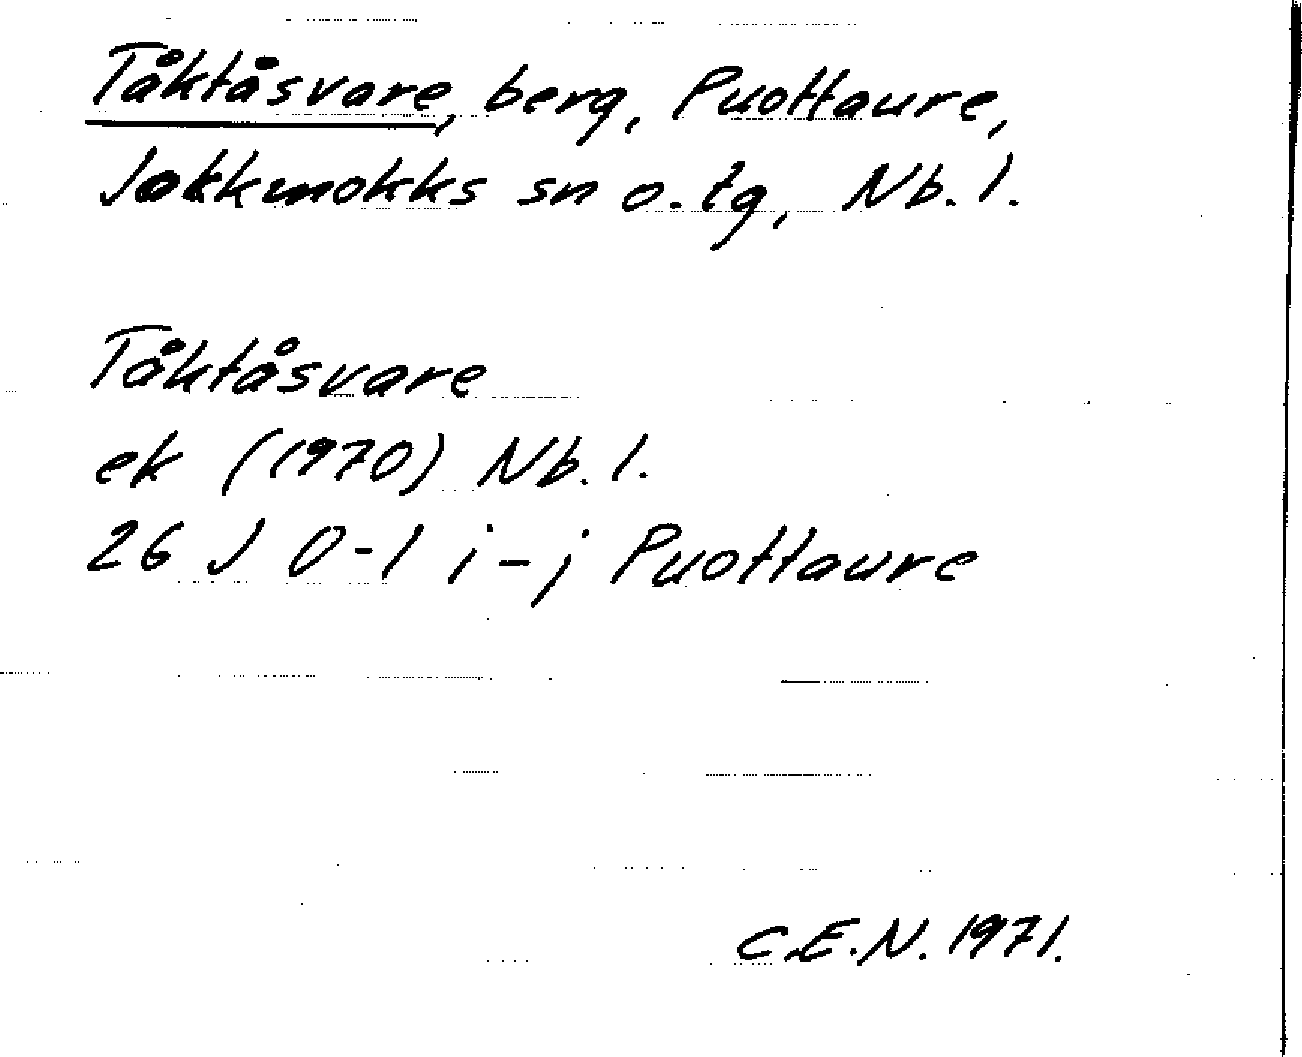 Tåktåsvare, berg, Puottaure,
Jokkmokks sn o. tg, Nb. l.
Tåktåsvare
ek (1970) Nb. l.
26 J 0-1 i-j Puottaure
C.E.N. 1971.